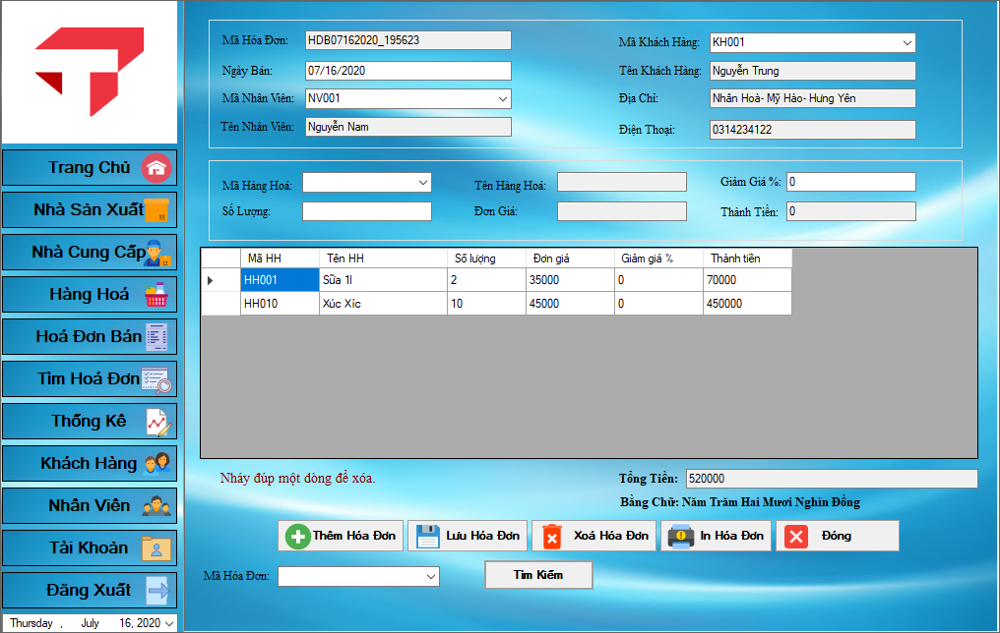 Trang Chủ
Nhà Sản Xuất
Nhà Cung Cấp
Hàng Hoá
Hoá Đơn Bán
Tìm Hoá Đơn
Thống Kê
Khách Hàng
Nhân Viên
Tài Khoản
Đăng Xuất
Thursday , July 16, 2020
Mã Hóa Đơn: HDB07162020_195623
Ngày Bán: 07/16/2020
Mã Nhân Viên: NV001
Tên Nhân Viên: Nguyễn Nam
Mã Khách Hàng: KH001
Tên Khách Hàng: Nguyễn Trung
Địa Chỉ: Nhân Hoà- Mỹ Hào- Hưng Yên
Điện Thoại: 0314234122
Mã Hàng Hoá: Tên Hàng Hoá: Giảm Giá %: 0
Số Lượng: Đơn Giá: Thành Tiền: 0
Mã HH Tên HH Số lượng Đơn giá Giảm giá % Thành tiền
HH001 Sữa 1l 2 35000 0 70000
HH010 Xúc Xíc 10 45000 0 450000
Nháy đúp một dòng để xóa.
Tổng Tiền: 520000
Bằng Chữ: Năm Trăm Hai Mươi Nghìn Đồng
Thêm Hóa Đơn Lưu Hóa Đơn Xoá Hóa Đơn In Hóa Đơn Đóng
Mã Hóa Đơn: Tìm Kiếm